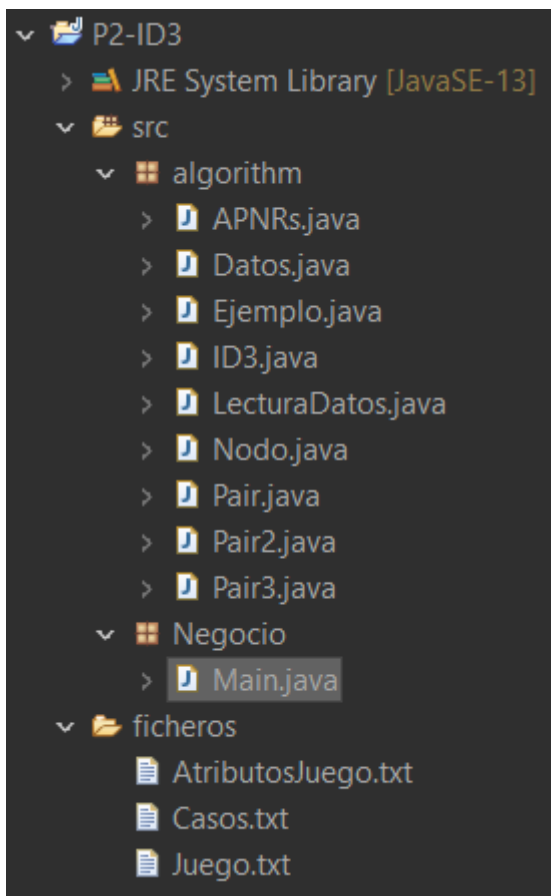 P2-ID3
JRE System Library [JavaSE-13]
src
algorithm
APNRs.java
Datos.java
Ejemplo.java
ID3.java
LecturaDatos.java
Nodo.java
Pair.java
Pair2.java
Pair3.java
Negocio
Main.java
ficheros
AtributosJuego.txt
Casos.txt
Juego.txt